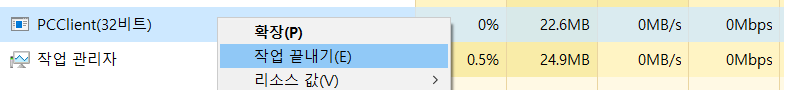 PCClient(32비트) 0% 22.6MB 0MB/s 0Mbps
확장(P)
작업 끝내기(E)
작업 관리자 0.5% 24.9MB 0MB/s 0Mbps
리소스 값(V)